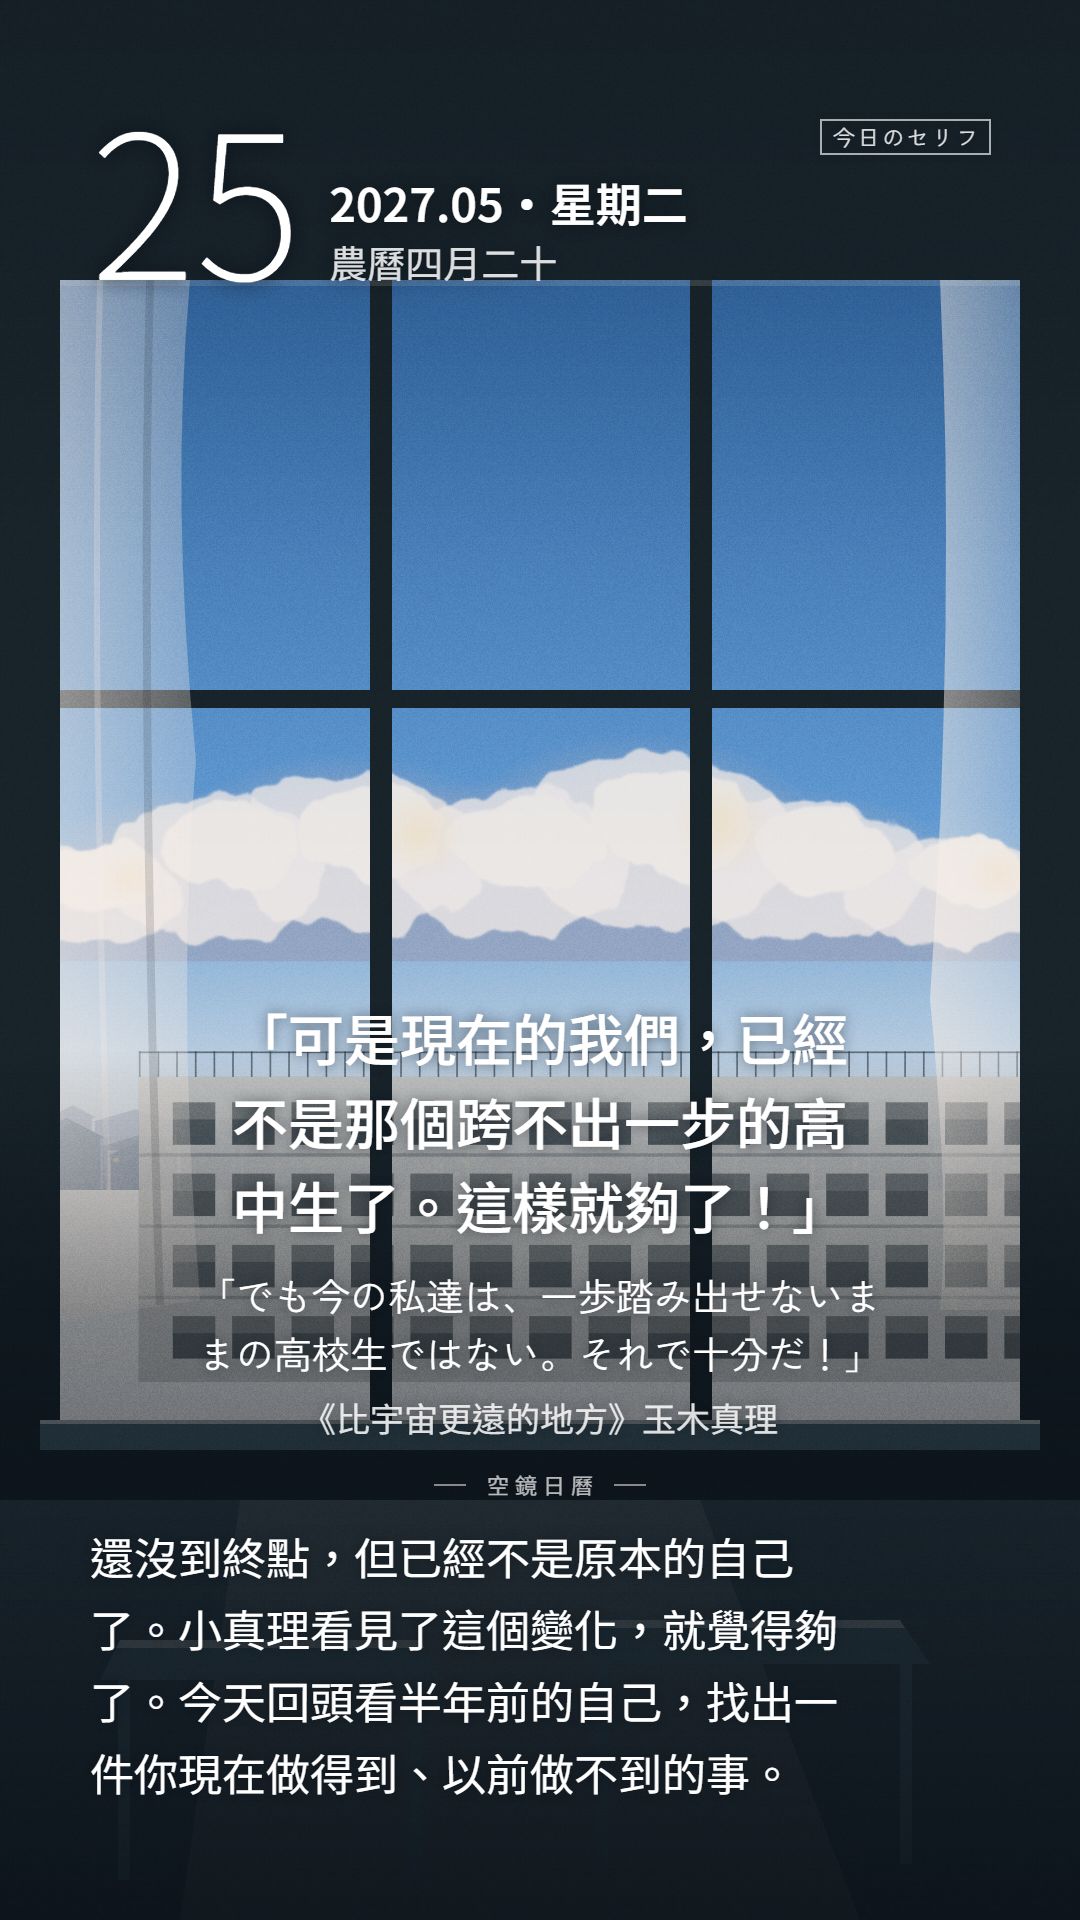 25
今日のセリフ
2027.05・星期二
農曆四月二十
「可是現在的我們，已經
不是那個跨不出一步的高
中生了。這樣就夠了！」
「でも今の私達は、一歩踏み出せないま
まの高校生ではない。それで十分だ！」
《比宇宙更遠的地方》玉木真理
空鏡日曆
還沒到終點，但已經不是原本的自己
了。小真理看見了這個變化，就覺得夠
了。今天回頭看半年前的自己，找出一
件你現在做得到、以前做不到的事。